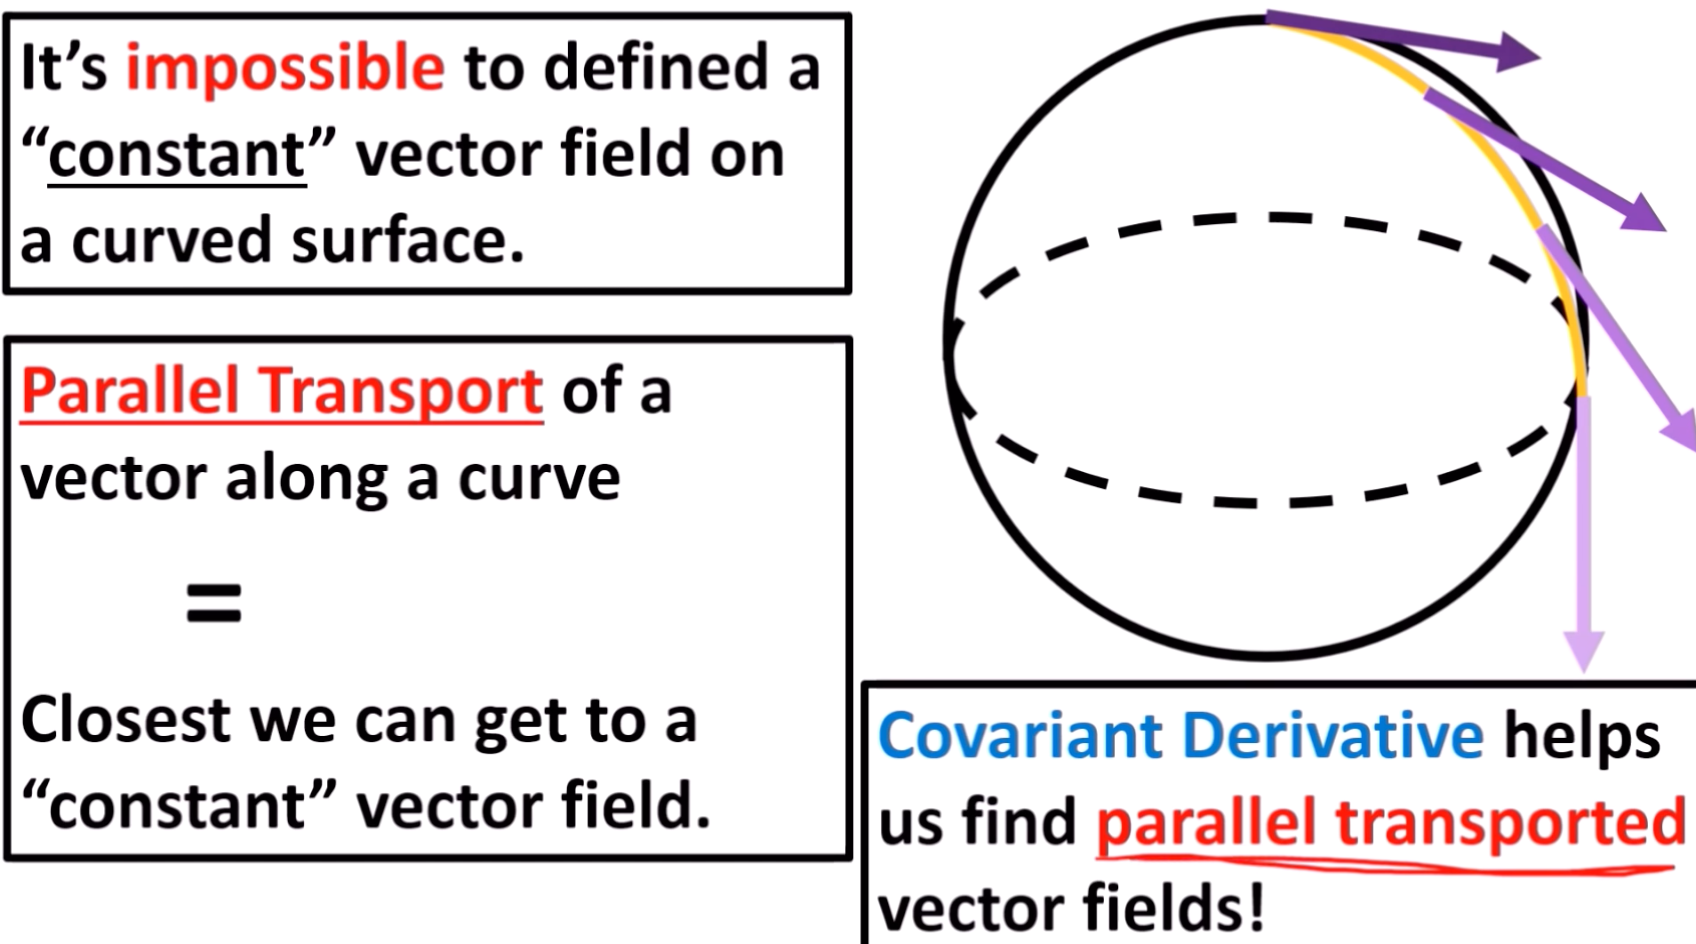 It’s impossible to defined a
“constant” vector field on
a curved surface.
Parallel Transport of a
vector along a curve
=
Closest we can get to a
“constant” vector field.
Covariant Derivative helps
us find parallel transported
vector fields!